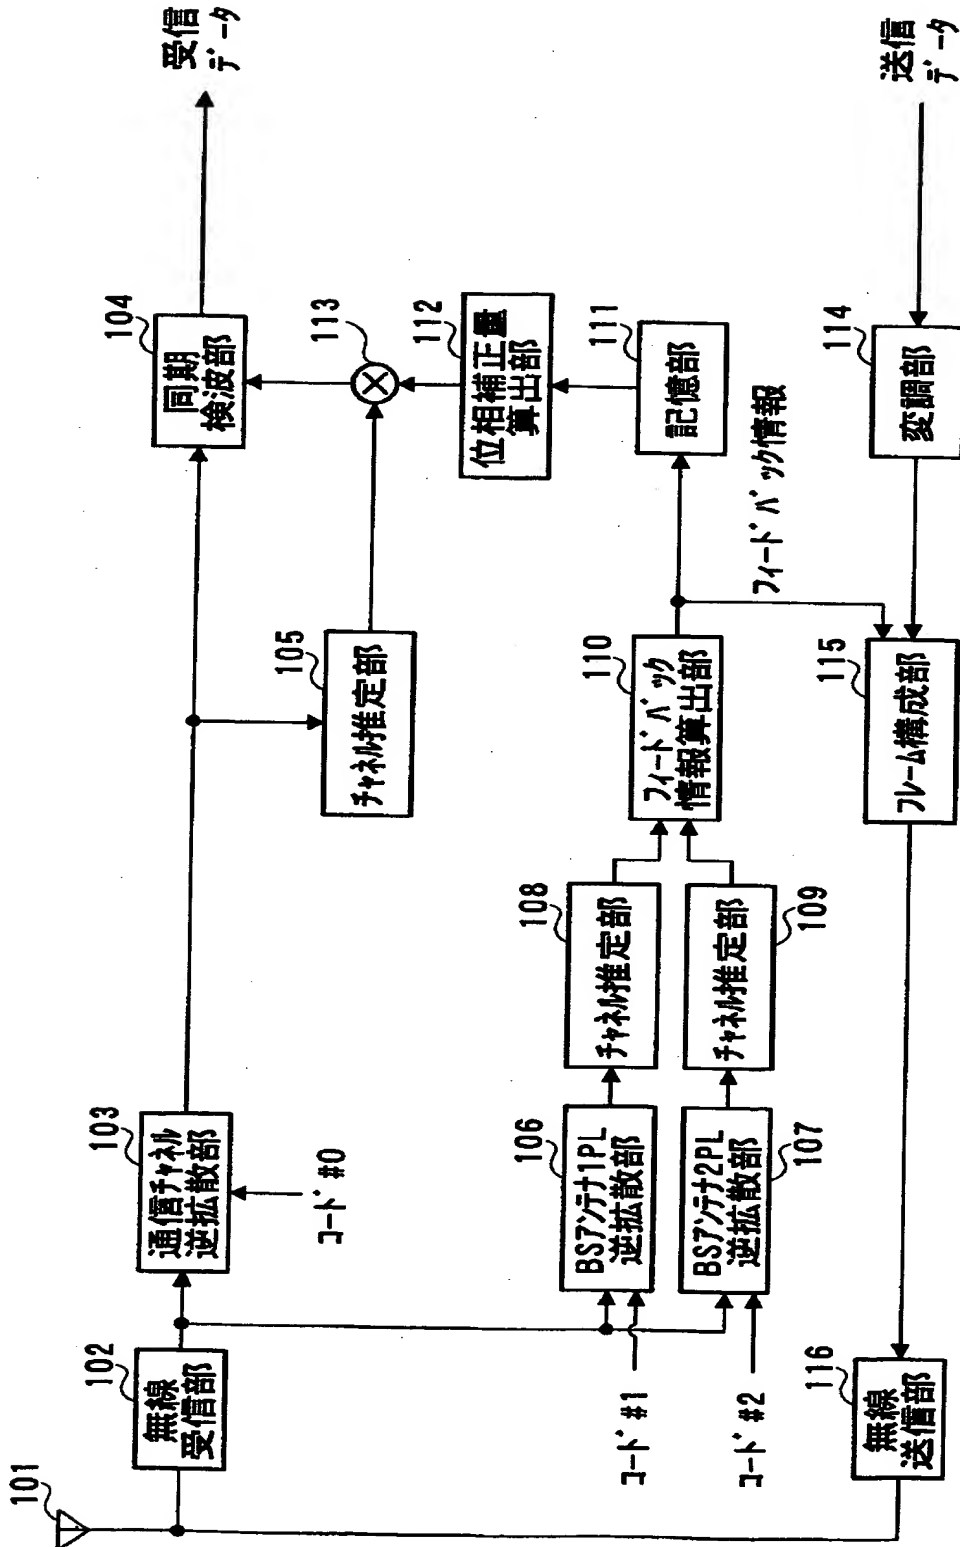 101
102
無線
受信部
103
通信チャネル
逆拡散部
コード #0
104
同期
検波部
受信
データ
105
チャネル推定部
113
112
位相補正量
算出部
111
記憶部
106
BSアンテナ1PL
逆拡散部
コード #1
108
チャネル推定部
107
BSアンテナ2PL
逆拡散部
コード #2
109
チャネル推定部
110
フィードバック
情報算出部
フィードバック情報
116
無線
送信部
115
フレーム構成部
114
変調部
送信
データ